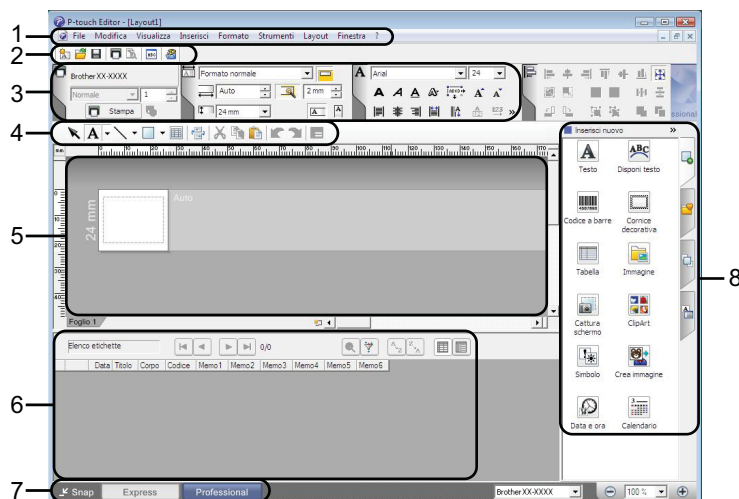 P-touch Editor - [Layout1]
1
File Modifica Visualizza Inserisci Formato Strumenti Layout Finestra ?
2
3
Brother XX-XXXX
Normale
1
Stampa
Formato normale
Auto
2 mm
24 mm
Arial
24
4
Inserisci nuovo
Testo
Disponi testo
Codice a barre
Cornice decorativa
Tabella
Immagine
Cattura schermo
ClipArt
Simbolo
Crea immagine
Data e ora
Calendario
8
5
24 mm
Auto
Foglio 1
6
Elenco etichette
0/0
Data Titolo Corpo Codice Memo1 Memo2 Memo3 Memo4 Memo5 Memo6
7
Snap Express Professional
Brother XX-XXXX
100 %